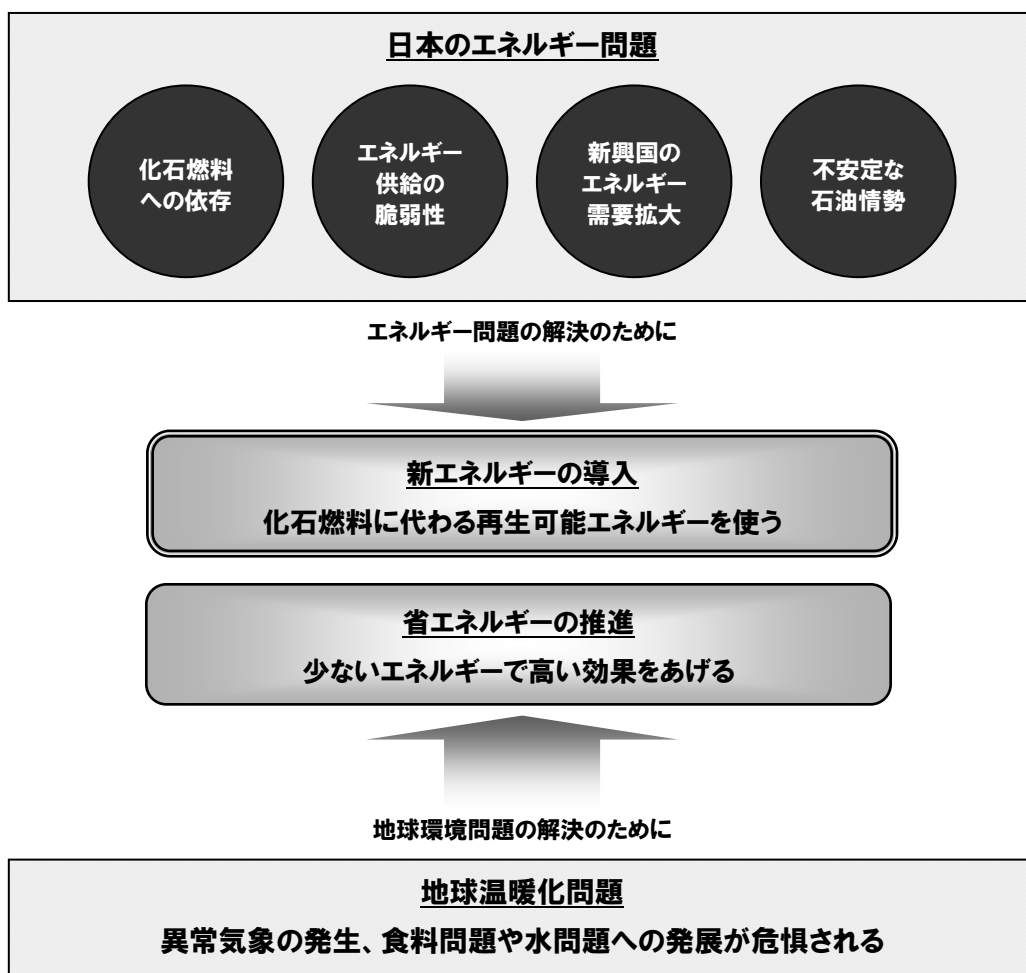 日本のエネルギー問題
化石燃料
への依存
エネルギー
供給の
脆弱性
新興国の
エネルギー
需要拡大
不安定な
石油情勢
エネルギー問題の解決のために
新エネルギーの導入
化石燃料に代わる再生可能エネルギーを使う
省エネルギーの推進
少ないエネルギーで高い効果をあげる
地球環境問題の解決のために
地球温暖化問題
異常気象の発生、食料問題や水問題への発展が危惧される